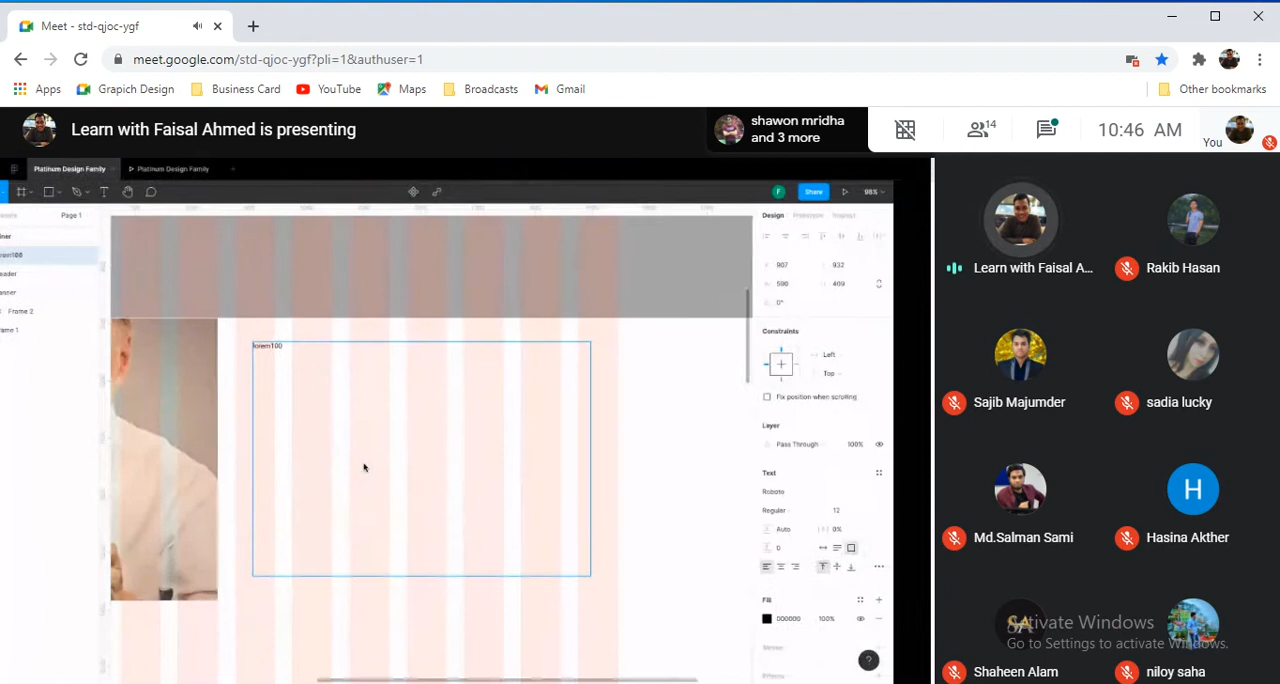 Meet - std-qjoc-ygf
meet.google.com/std-qjoc-ygf?pli=1&authuser=1
Apps
Grapich Design
Business Card
YouTube
Maps
Broadcasts
Gmail
Other bookmarks
Learn with Faisal Ahmed is presenting
shawon mridha
and 3 more
14
10:46 AM
You
Platinum Design Family
Platinum Design Family
F
Share
98%
Page 1
Design
Prototype
Inspect
907
932
590
409
0°
Constraints
Left
Top
Fix position when scrolling
Layer
Pass Through
100%
Text
Roboto
Regular
12
Auto
0%
0
Fill
000000
100%
?
Frame 2
lorem100
Learn with Faisal A...
Rakib Hasan
Sajib Majumder
sadia lucky
Md.Salman Sami
H
Hasina Akther
SA
Shaheen Alam
niloy saha
Activate Windows
Go to Settings to activate Windows.